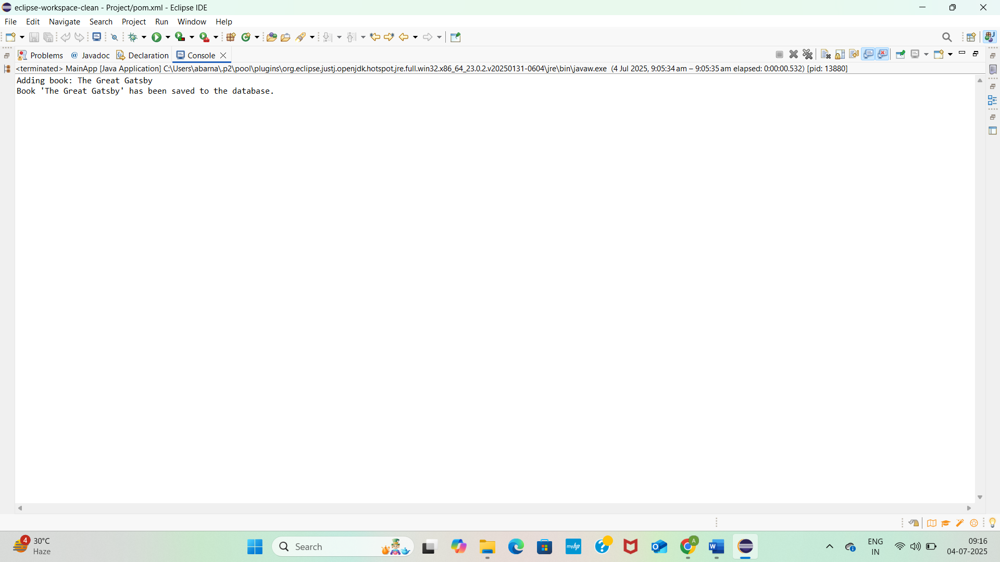 eclipse-workspace-clean - Project/pom.xml - Eclipse IDE
File Edit Navigate Search Project Run Window Help
Problems @ Javadoc Declaration Console
<terminated> MainApp [Java Application] C:\Users\abarna\.p2\pool\plugins\org.eclipse.justj.openjdk.hotspot.jre.full.win32.x86_64_23.0.2.v20250131-0604\jre\bin\javaw.exe (4 Jul 2025, 9:05:34 am – 9:05:35 am elapsed: 0:00:00.532) [pid: 13880]
Adding book: The Great Gatsby
Book 'The Great Gatsby' has been saved to the database.
4
30°C
Haze
Search
myhp
A
ENG
IN
09:16
04-07-2025